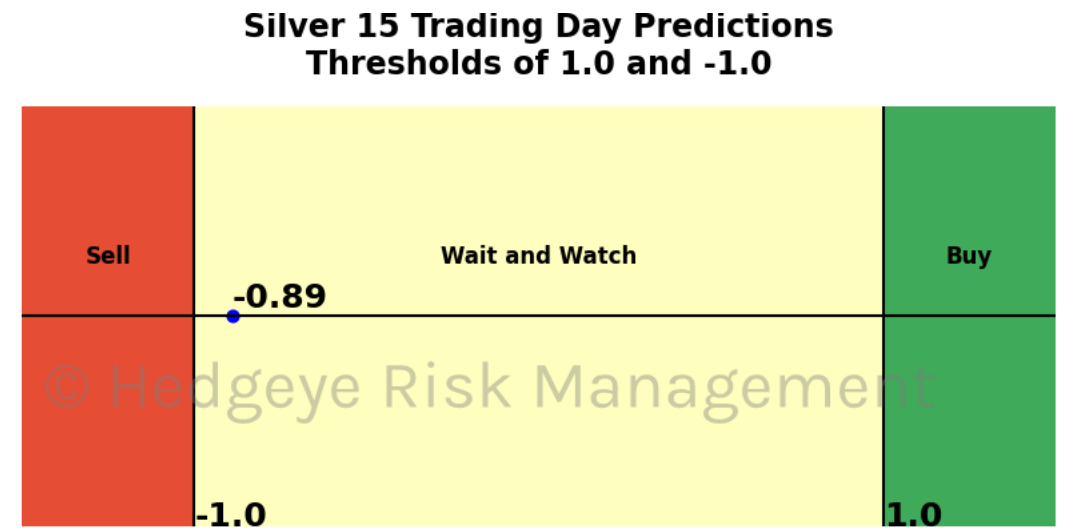 Silver 15 Trading Day Predictions
Thresholds of 1.0 and -1.0
Sell
Wait and Watch
Buy
-0.89
© Hedgeye Risk Management
-1.0
1.0